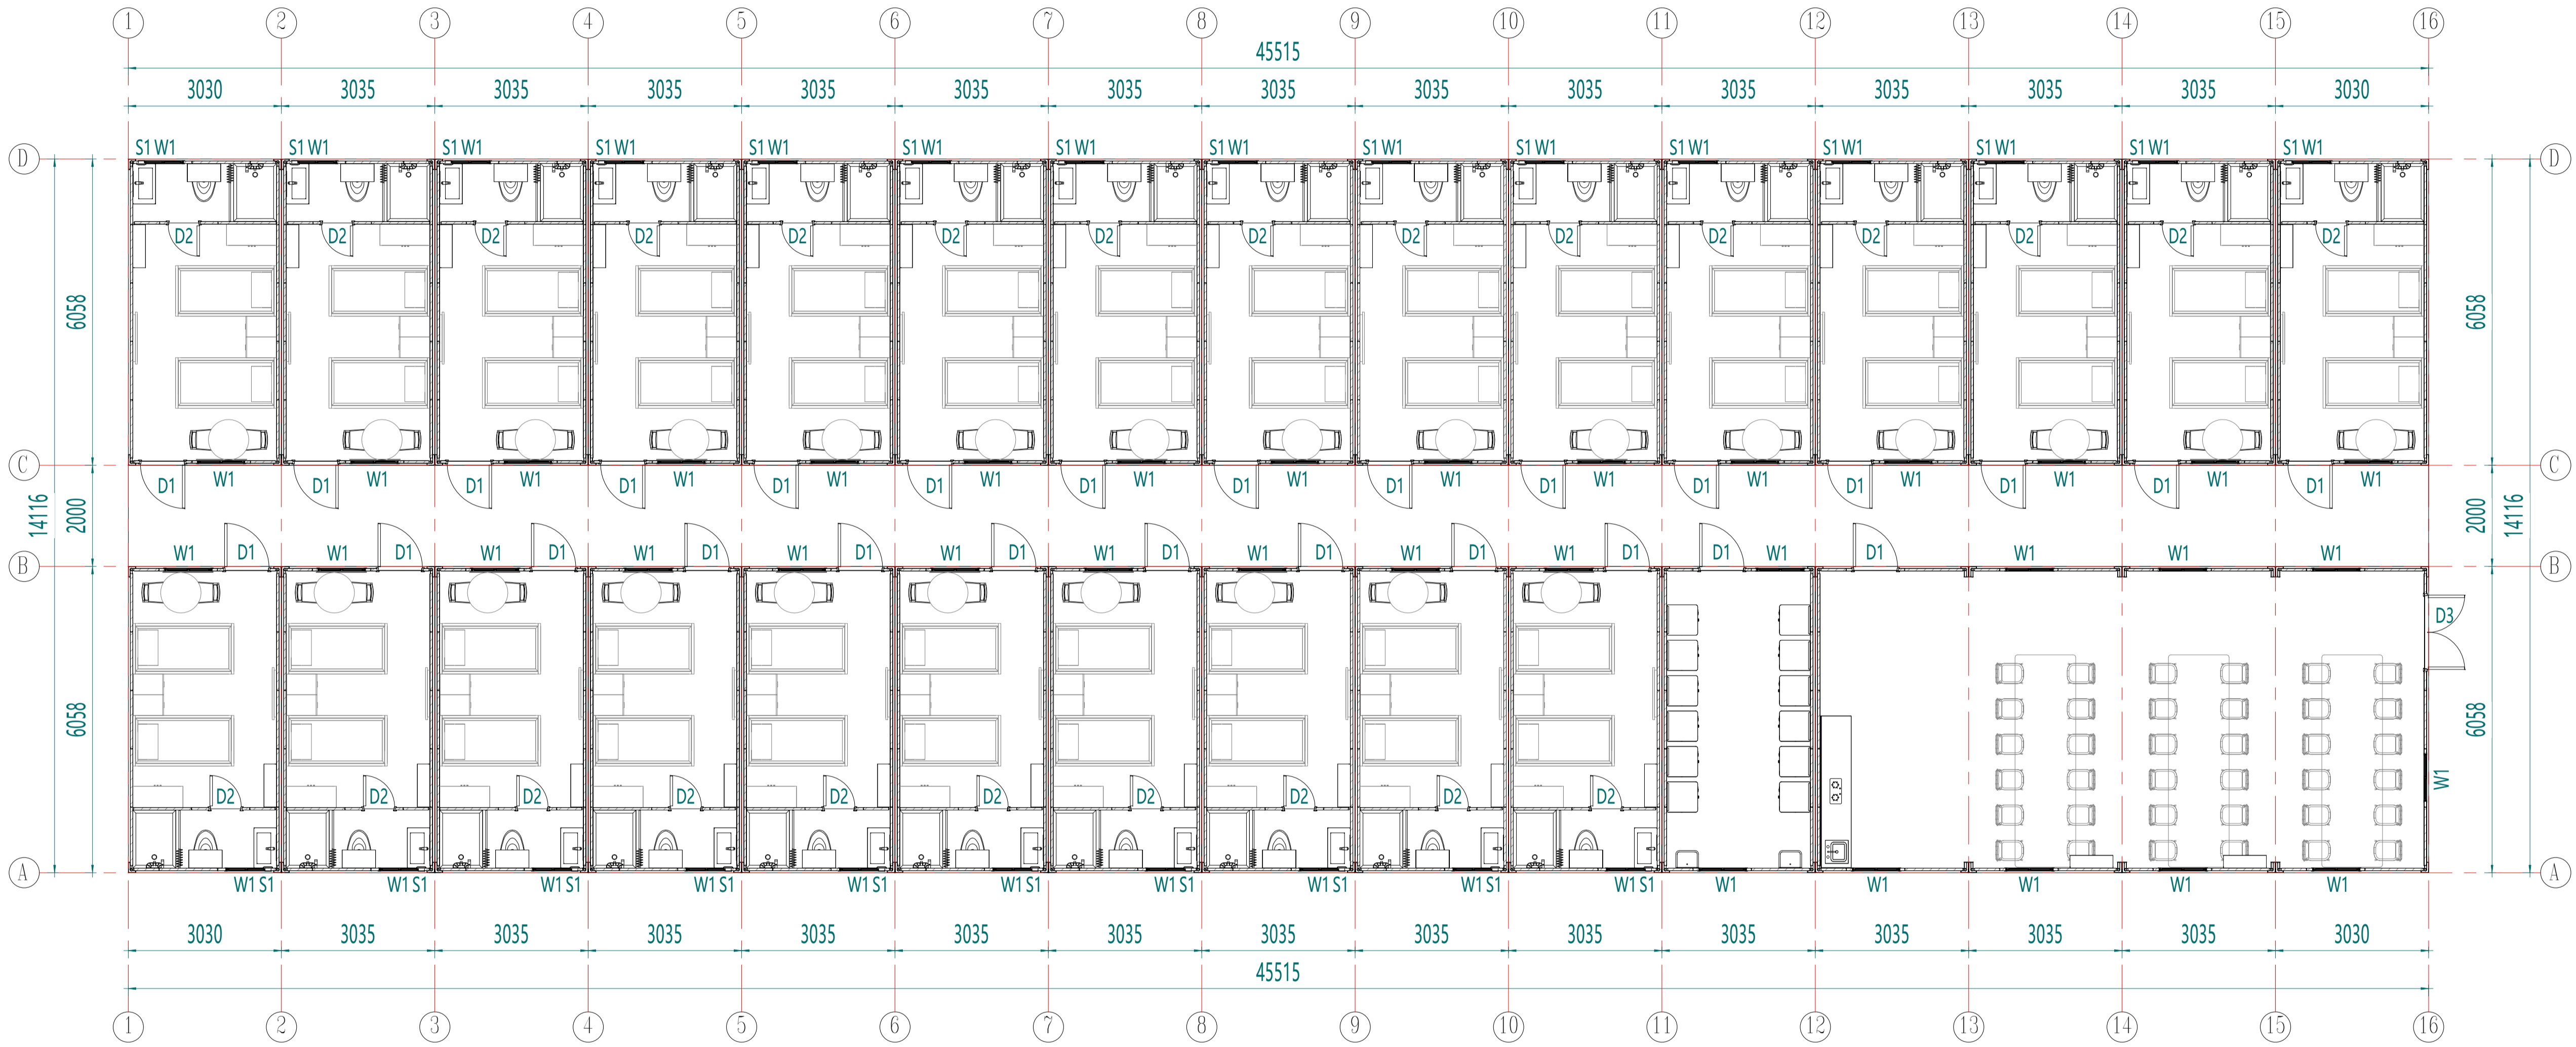 1 2 3 4 5 6 7 8 9 10 11 12 13 14 15 16
45515
3030 3035 3035 3035 3035 3035 3035 3035 3035 3035 3035 3035 3035 3035 3030
S1 W1 S1 W1 S1 W1 S1 W1 S1 W1 S1 W1 S1 W1 S1 W1 S1 W1 S1 W1 S1 W1 S1 W1 S1 W1 S1 W1 S1 W1
D D
D2 D2 D2 D2 D2 D2 D2 D2 D2 D2 D2 D2 D2 D2 D2
6058 6058
C C
W1 W1 W1 W1 W1 W1 W1 W1 W1 W1 W1 W1 W1 W1 W1
D1 D1 D1 D1 D1 D1 D1 D1 D1 D1 D1 D1 D1 D1 D1
14116 2000 2000 14116
W1 D1 W1 D1 W1 D1 W1 D1 W1 D1 W1 D1 W1 D1 W1 D1 W1 D1 W1 D1 D1 W1 D1 W1 W1 W1
B B
D3
6058 6058
W1
D2 D2 D2 D2 D2 D2 D2 D2 D2 D2
A A
W1 S1 W1 S1 W1 S1 W1 S1 W1 S1 W1 S1 W1 S1 W1 S1 W1 S1 W1 S1 W1 W1 W1 W1 W1
3030 3035 3035 3035 3035 3035 3035 3035 3035 3035 3035 3035 3035 3035 3030
45515
1 2 3 4 5 6 7 8 9 10 11 12 13 14 15 16